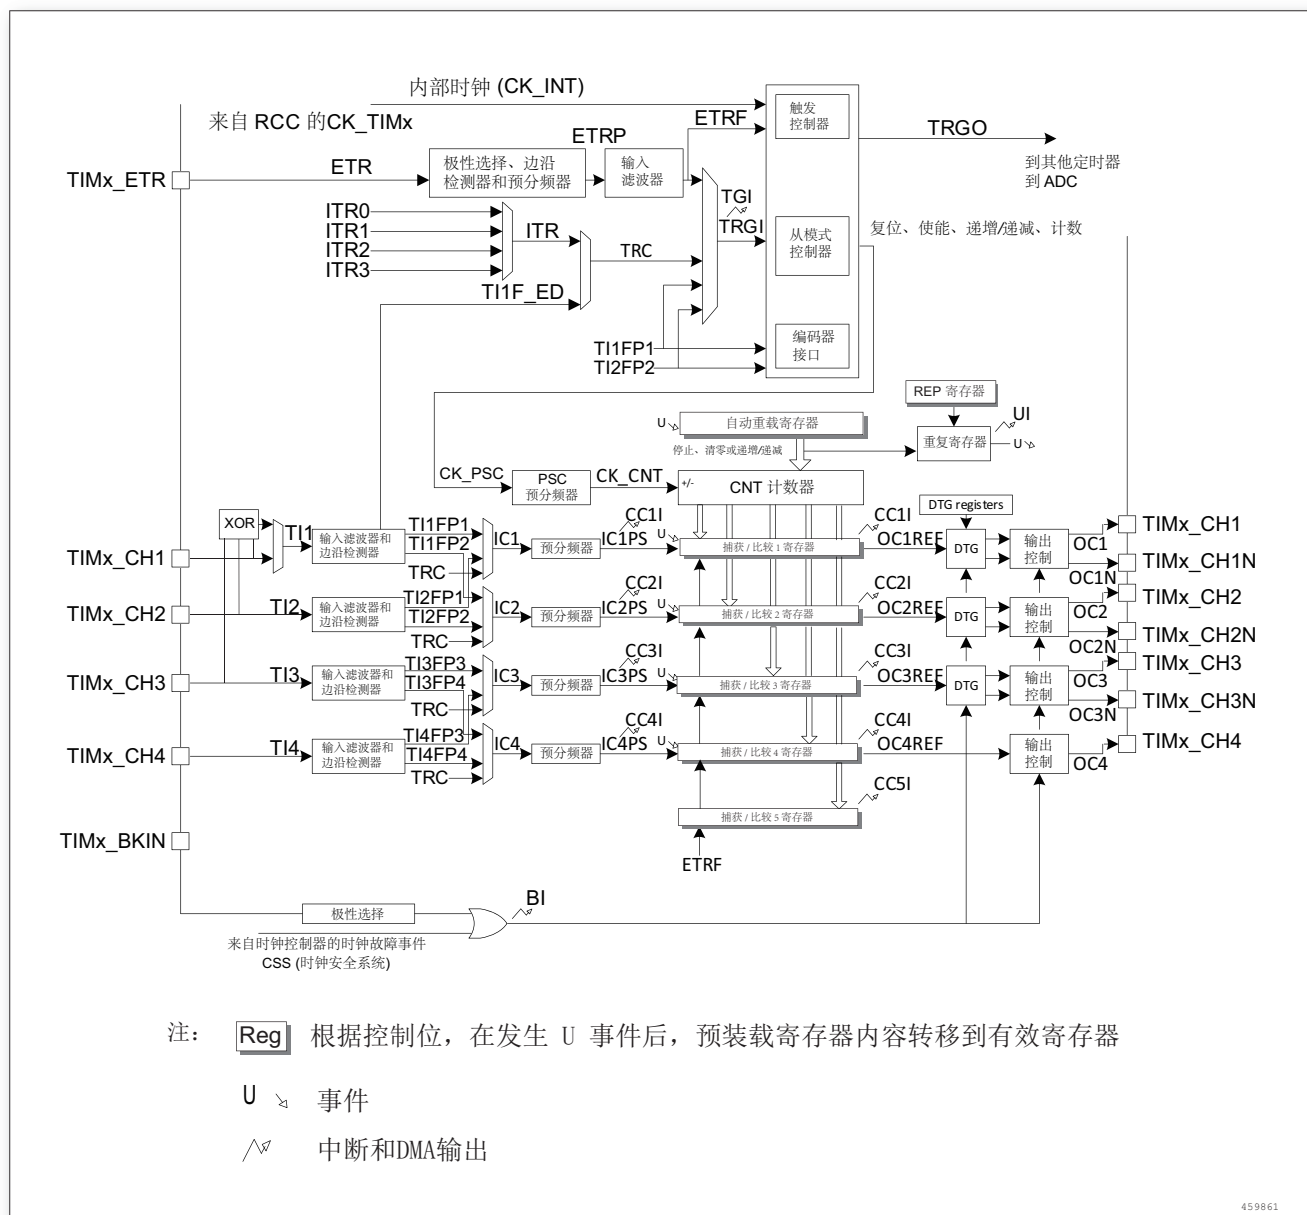 内部时钟 (CK_INT)
来自 RCC 的CK_TIMx
触发
控制器
TRGO
到其他定时器
到 ADC
ETRF
ETRP
TIMx_ETR
ETR
极性选择、边沿
检测器和预分频器
输入
滤波器
ITR0
ITR1
ITR2
ITR3
ITR
TI1F_ED
TRC
TGI
TRGI
从模式
控制器
复位、使能、递增/递减、计数
编码器
接口
TI1FP1
TI2FP2
REP 寄存器
U
自动重载寄存器
停止、清零或递增/递减
重复寄存器
UI
U
CK_PSC
PSC
预分频器
CK_CNT
+/-
CNT 计数器
DTG registers
XOR
TIMx_CH1
TI1
输入滤波器和
边沿检测器
TI1FP1
TI1FP2
TRC
IC1
预分频器
IC1PS
CC1I
U
捕获 / 比较 1 寄存器
CC1I
OC1REF
DTG
输出
控制
OC1
OC1N
TIMx_CH1
TIMx_CH1N
TIMx_CH2
TI2
输入滤波器和
边沿检测器
TI2FP1
TI2FP2
TRC
IC2
预分频器
IC2PS
CC2I
U
捕获 / 比较 2 寄存器
CC2I
OC2REF
DTG
输出
控制
OC2
OC2N
TIMx_CH2
TIMx_CH2N
TIMx_CH3
TI3
输入滤波器和
边沿检测器
TI3FP3
TI3FP4
TRC
IC3
预分频器
IC3PS
CC3I
U
捕获 / 比较 3 寄存器
CC3I
OC3REF
DTG
输出
控制
OC3
OC3N
TIMx_CH3
TIMx_CH3N
TIMx_CH4
TI4
输入滤波器和
边沿检测器
TI4FP3
TI4FP4
TRC
IC4
预分频器
IC4PS
CC4I
U
捕获 / 比较 4 寄存器
CC4I
OC4REF
输出
控制
OC4
TIMx_CH4
CC5I
捕获 / 比较 5 寄存器
ETRF
TIMx_BKIN
极性选择
BI
来自时钟控制器的时钟故障事件
CSS (时钟安全系统)
注： Reg 根据控制位，在发生 U 事件后，预装载寄存器内容转移到有效寄存器
U 事件
中断和DMA输出
459861